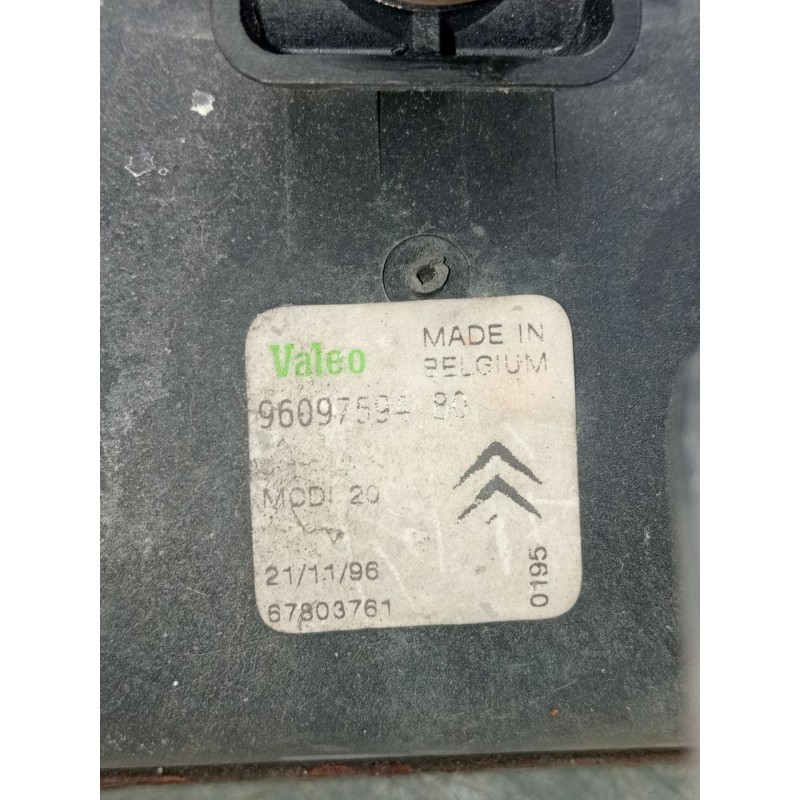 Valeo
MADE IN
BELGIUM
96097594 80
MODI 20
21/11/96
67803761
0195